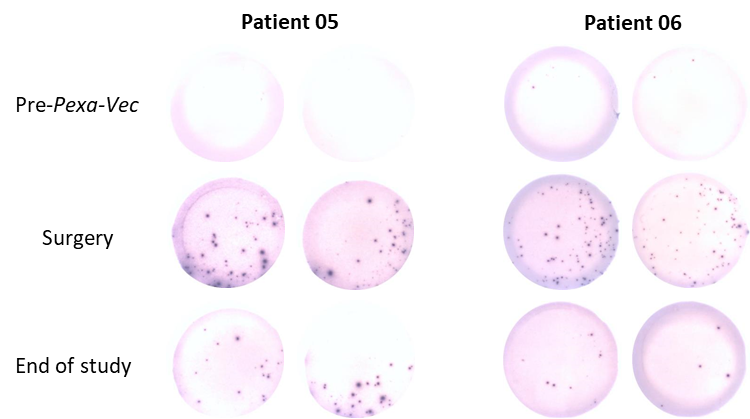 Patient 05
Patient 06
Pre-Pexa-Vec
Surgery
End of study